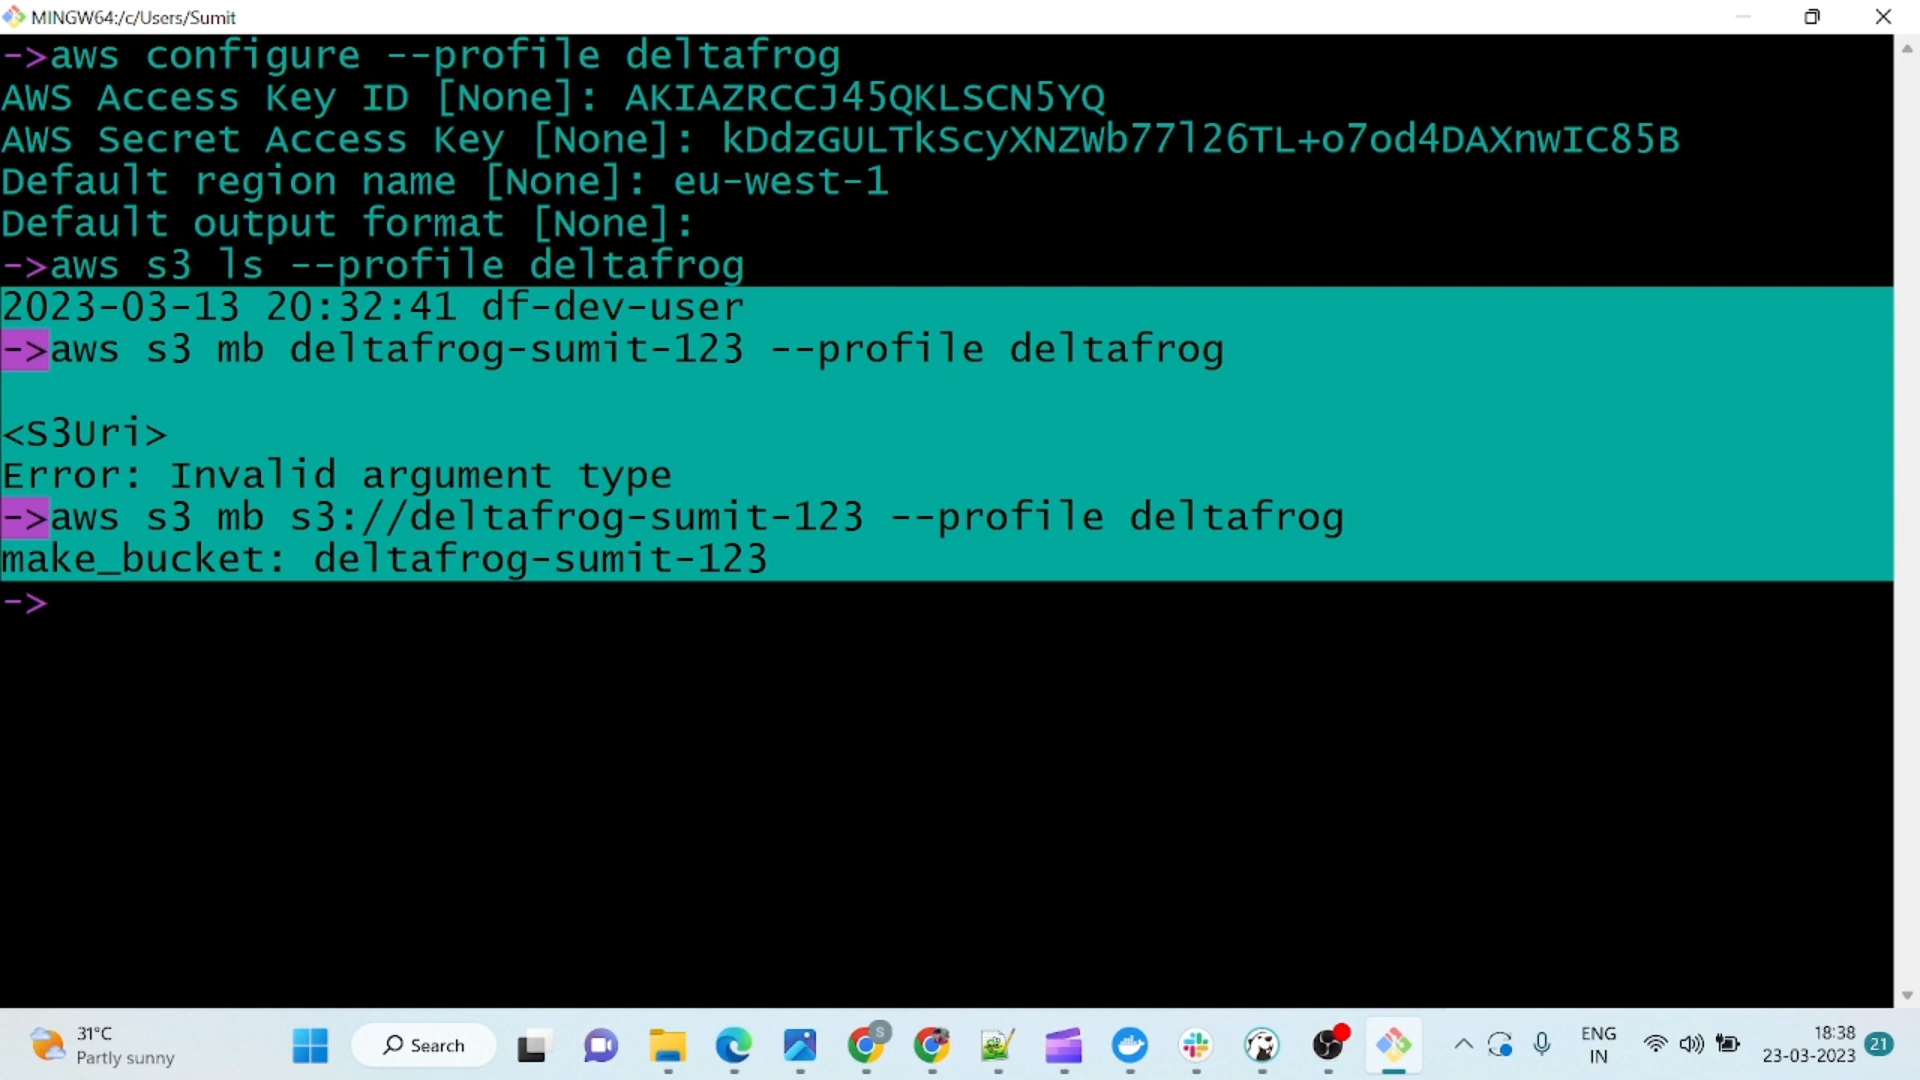 MINGW64:/c/Users/Sumit
->aws configure --profile deltafrog
AWS Access Key ID [None]: AKIAZRCCJ45QKLSCN5YQ
AWS Secret Access Key [None]: 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
Default region name [None]: eu-west-1
Default output format [None]:
->aws s3 ls --profile deltafrog
2023-03-13 20:32:41 df-dev-user
->aws s3 mb deltafrog-sumit-123 --profile deltafrog
<S3Uri>
Error: Invalid argument type
->aws s3 mb s3://deltafrog-sumit-123 --profile deltafrog
make_bucket: deltafrog-sumit-123
->
31°C
Partly sunny
Search
S
ENG
IN
18:38
23-03-2023
21